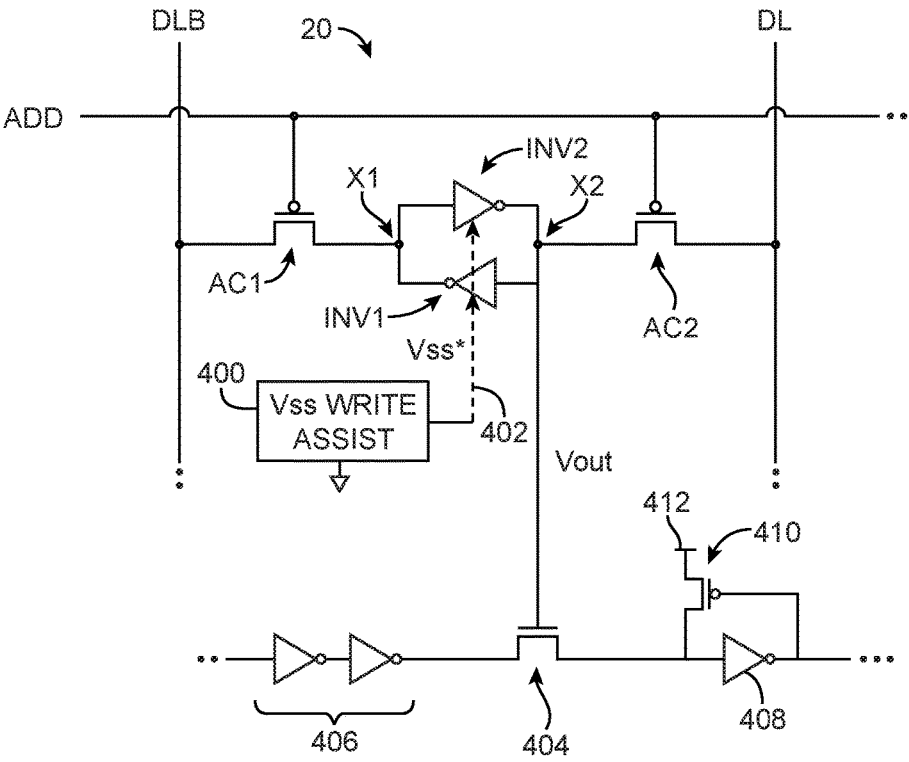 DLB
20
DL
ADD
INV2
X1
X2
AC1
INV1
AC2
Vss*
400
Vss WRITE
ASSIST
402
Vout
412
410
406
404
408